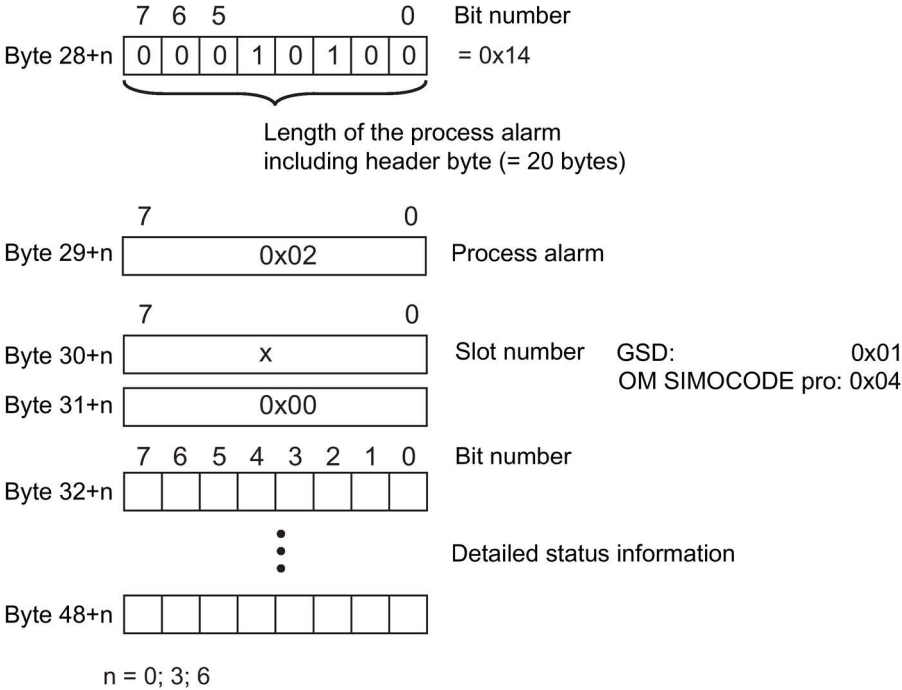 7 6 5 0 Bit number
Byte 28+n 0 0 0 1 0 1 0 0 = 0x14
Length of the process alarm
including header byte (= 20 bytes)
7 0
Byte 29+n 0x02 Process alarm
7 0
Byte 30+n x Slot number GSD: 0x01
OM SIMOCODE pro: 0x04
Byte 31+n 0x00
7 6 5 4 3 2 1 0 Bit number
Byte 32+n
Detailed status information
Byte 48+n
n = 0; 3; 6